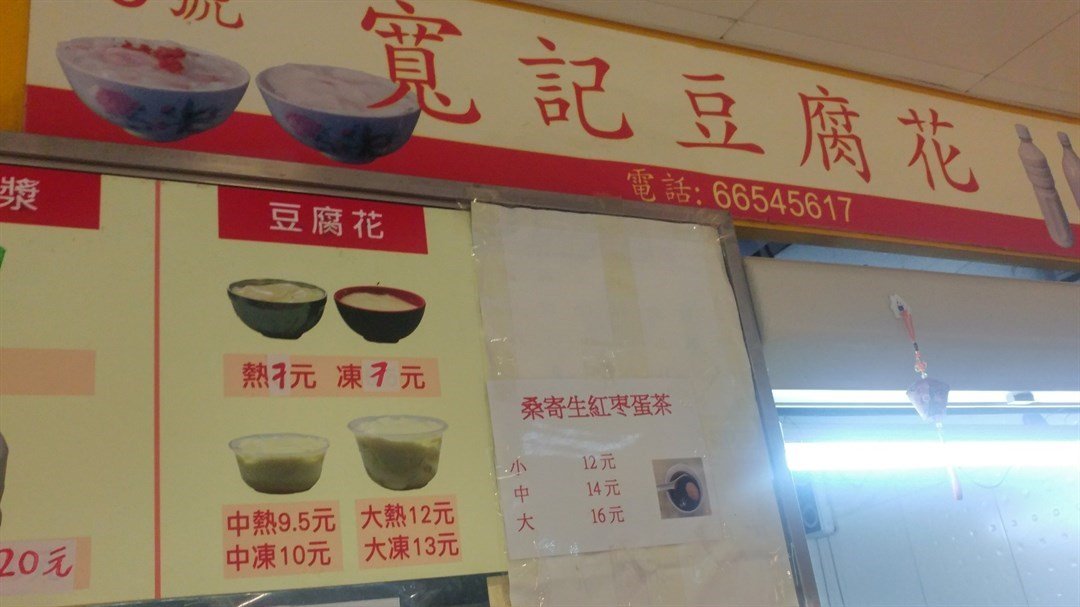 號
寬記豆腐花
電話: 66545617
漿
20元
豆腐花
熱7元 凍7元
中熱9.5元 大熱12元
中凍10元 大凍13元
桑寄生紅枣蛋茶
小 12元
中 14元
大 16元